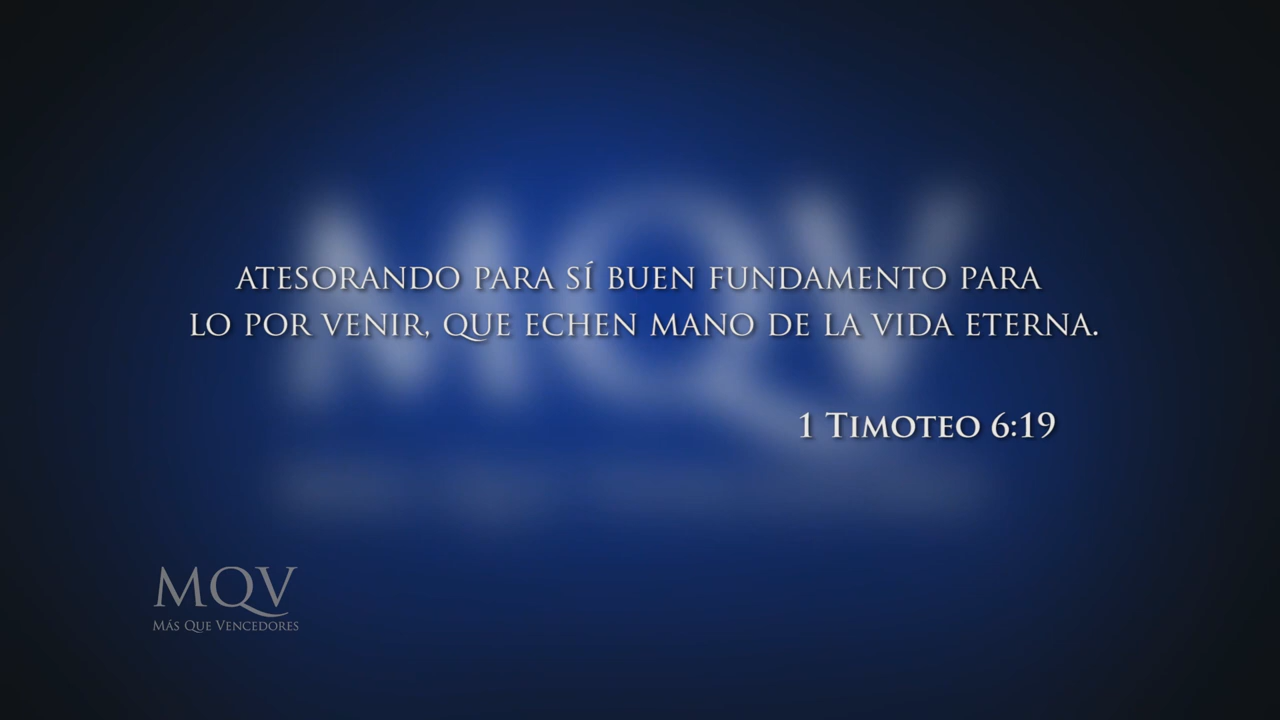 ATESORANDO PARA SÍ BUEN FUNDAMENTO PARA
LO POR VENIR, QUE ECHEN MANO DE LA VIDA ETERNA.
1 TIMOTEO 6:19
MQV
MÁS QUE VENCEDORES